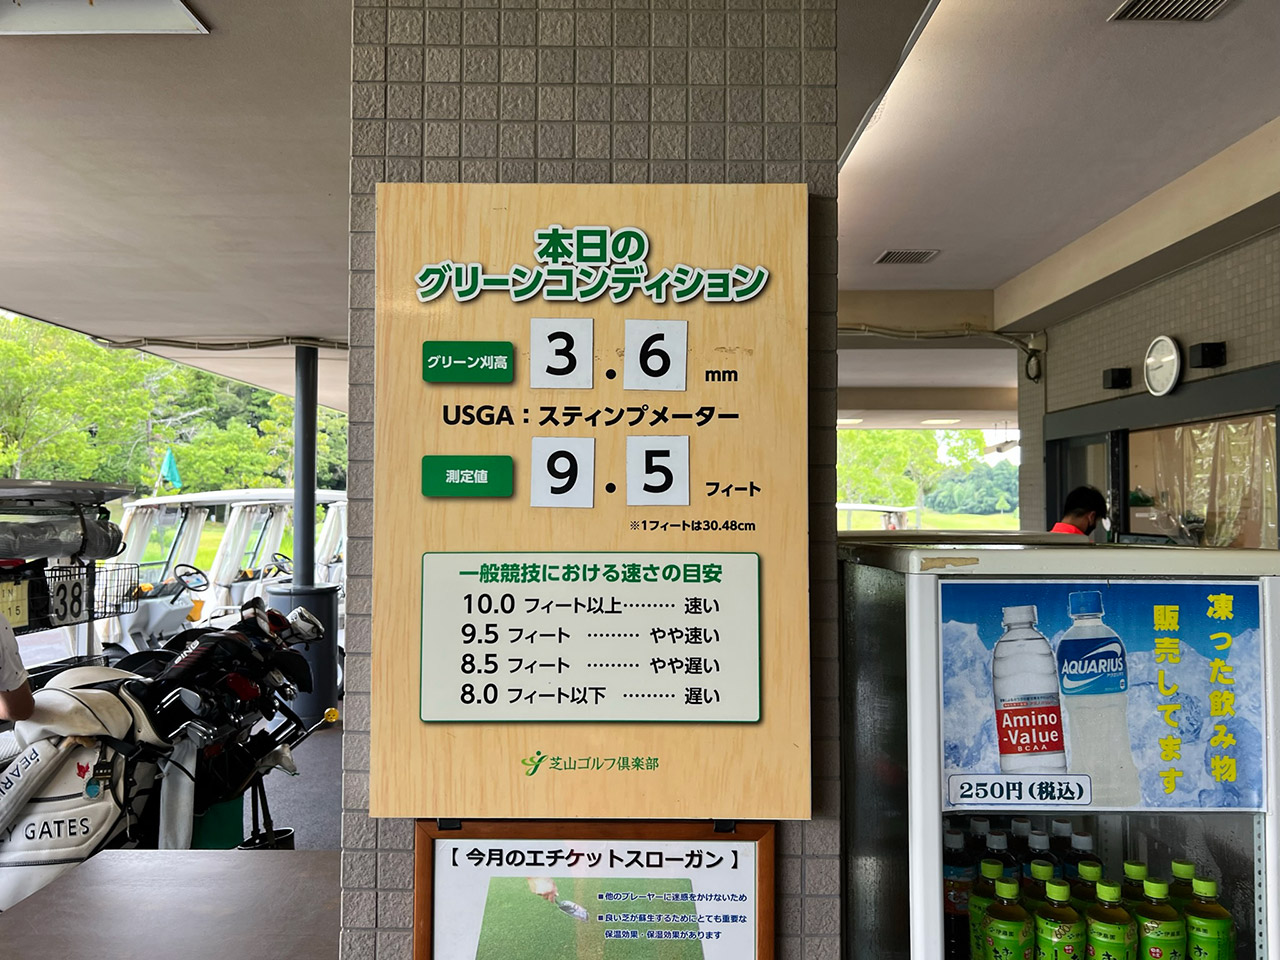 本日の
グリーンコンディション
グリーン刈高
3.6 mm
USGA：スティンプメーター
測定値
9.5 フィート
※1フィートは30.48cm
一般競技における速さの目安
10.0 フィート以上……… 速い
9.5 フィート ……… やや速い
8.5 フィート ……… やや遅い
8.0 フィート以下 ……… 遅い
芝山ゴルフ倶楽部
【 今月のエチケットスローガン 】
■他のプレーヤーに迷惑をかけないため
■良い芝が蘇生するためにとても重要な
保温効果・保湿効果があります
凍った飲み物
販売してます
AQUARIUS
Amino
-Value
BCAA
250円(税込)
38
15
PING
PEARLY
Y GATES
伊藤園